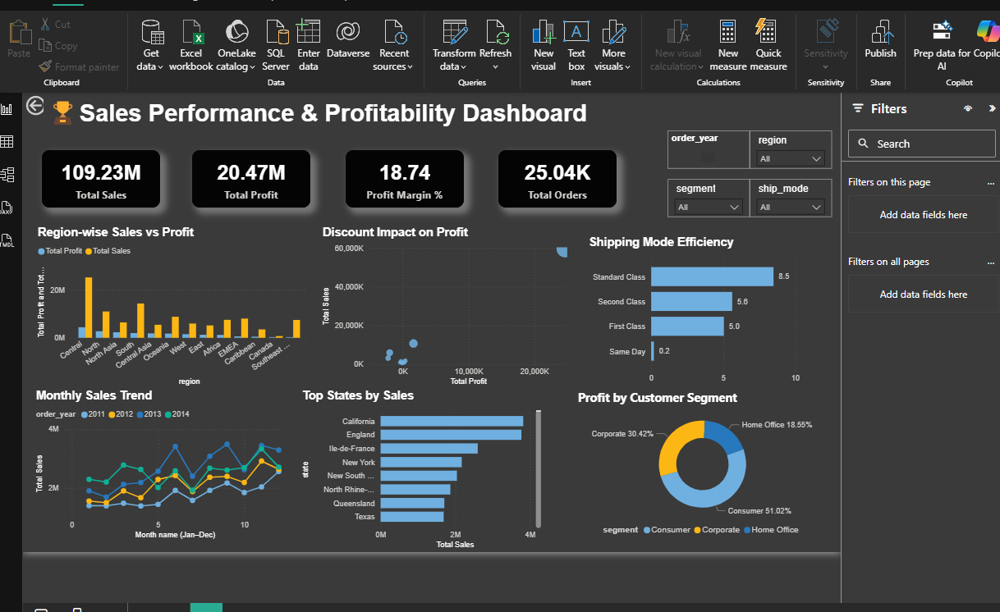 Paste
Cut
Copy
Format painter
Clipboard
Get data
Excel workbook
OneLake catalog
SQL Server
Enter data
Dataverse
Recent sources
Data
Transform data
Refresh
Queries
New visual
Text box
More visuals
Insert
New visual calculation
New measure
Quick measure
Calculations
Sensitivity
Sensitivity
Publish
Share
Prep data for AI
Copilot
DAX
TMDL
Sales Performance & Profitability Dashboard
109.23M
Total Sales
20.47M
Total Profit
18.74
Profit Margin %
25.04K
Total Orders
order_year
region
All
segment
All
ship_mode
All
Filters
Search
Filters on this page
...
Add data fields here
Filters on all pages
...
Add data fields here
Region-wise Sales vs Profit
Total Profit Total Sales
Total Profit and Tot...
20M
0M
Central
North
North Asia
South
Central Asia
Oceania
West
East
Africa
EMEA
Caribbean
Canada
Southeast ...
region
Discount Impact on Profit
Total Sales
60,000K
40,000K
20,000K
0K
0K 10,000K 20,000K
Total Profit
Shipping Mode Efficiency
Standard Class 8.5
Second Class 5.6
First Class 5.0
Same Day 0.2
0 5 10
Monthly Sales Trend
order_year 2011 2012 2013 2014
Total Sales
4M
2M
0 5 10
Month name (Jan–Dec)
Top States by Sales
state
California
England
Ile-de-France
New York
New South ...
North Rhine-...
Queensland
Texas
0M 2M 4M
Total Sales
Profit by Customer Segment
Corporate 30.42%
Home Office 18.55%
Consumer 51.02%
segment Consumer Corporate Home Office